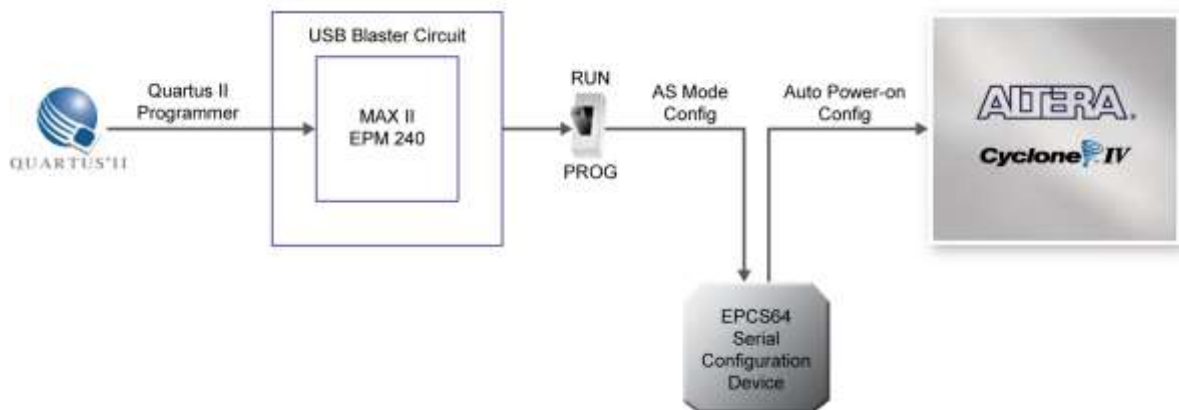 USB Blaster Circuit
Quartus II
Programmer
MAX II
EPM 240
QUARTUS®II
RUN
PROG
AS Mode
Config
Auto Power-on
Config
ALTERA®
Cyclone IV
EPCS64
Serial
Configuration
Device